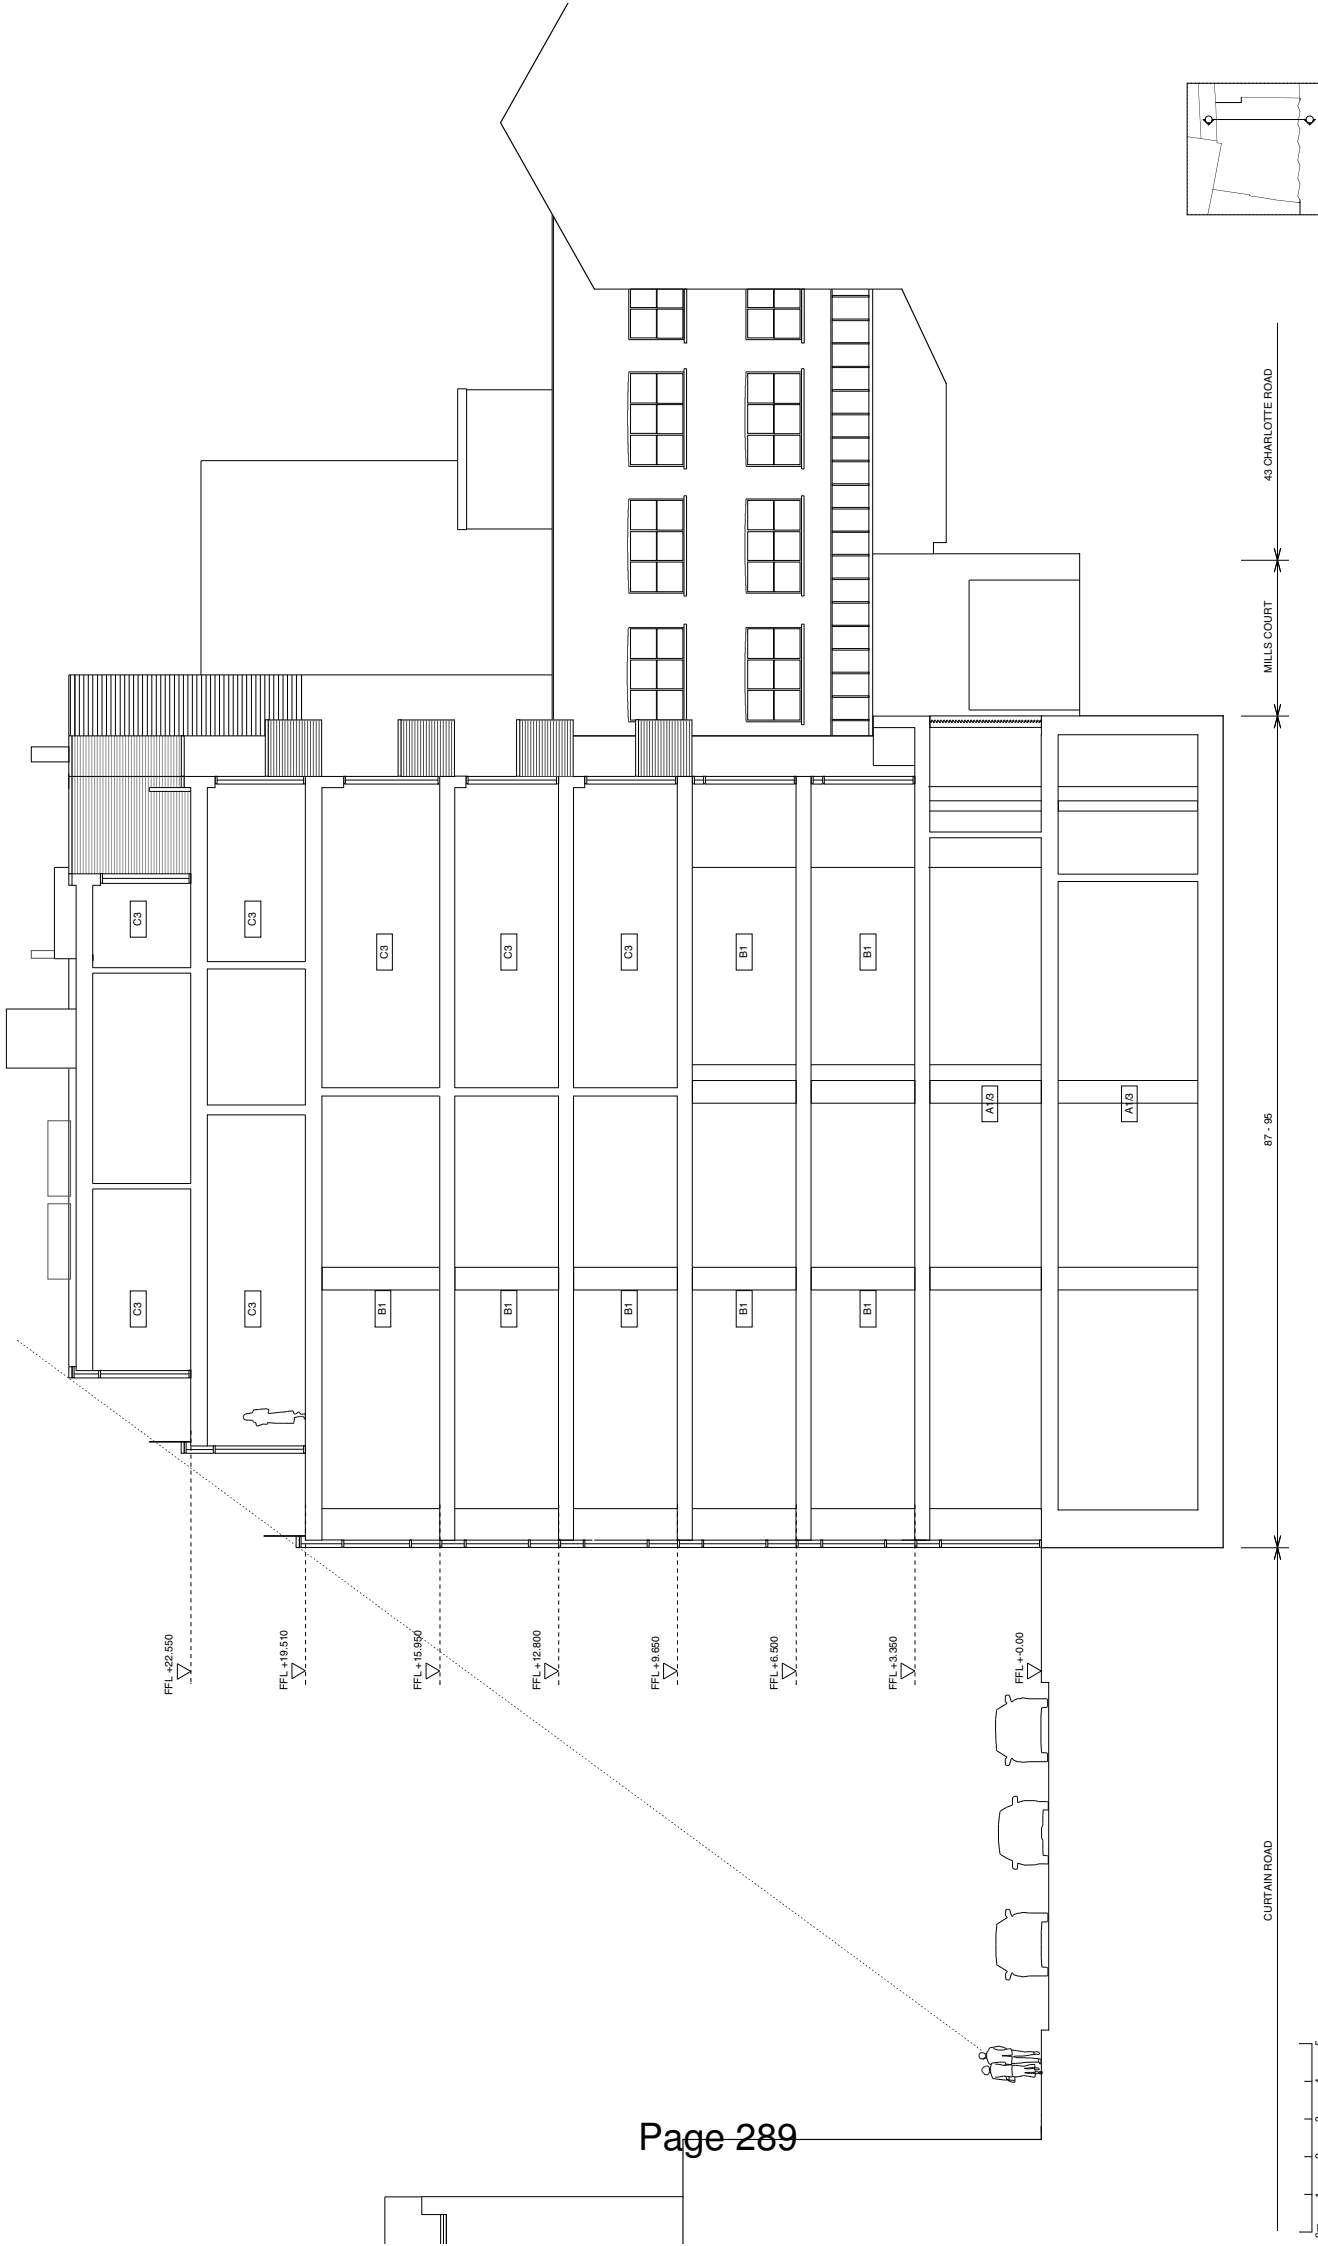 C3
C3
C3
C3
C3
B1
B1
A1/3
A1/3
C3
C3
B1
B1
B1
B1
B1
FFL +22.550
FFL +19.510
FFL +15.950
FFL +12.800
FFL +9.650
FFL +6.500
FFL +3.350
FFL +-0.00
43 CHARLOTTE ROAD
MILLS COURT
87 - 95
CURTAIN ROAD
Page 289